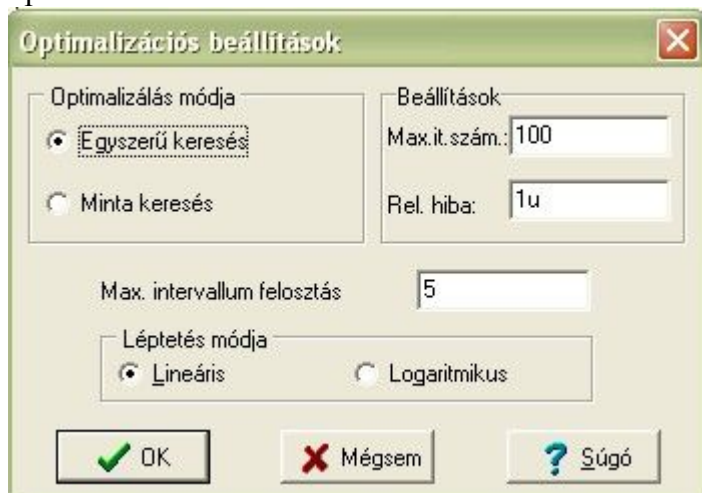 Optimalizációs beállítások
Optimalizálás módja
Egyszerű keresés
Minta keresés
Beállítások
Max.it.szám.: 100
Rel. hiba: 1u
Max. intervallum felosztás 5
Léptetés módja
Lineáris Logaritmikus
OK Mégsem Súgó